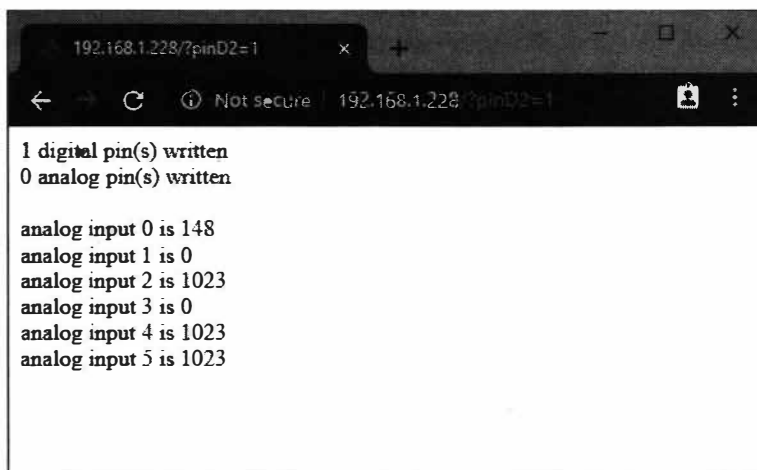 192.168.1.228/?pinD2=1
Not secure 192.168.1.228/?pinD2=1
1 digital pin(s) written
0 analog pin(s) written
analog input 0 is 148
analog input 1 is 0
analog input 2 is 1023
analog input 3 is 0
analog input 4 is 1023
analog input 5 is 1023